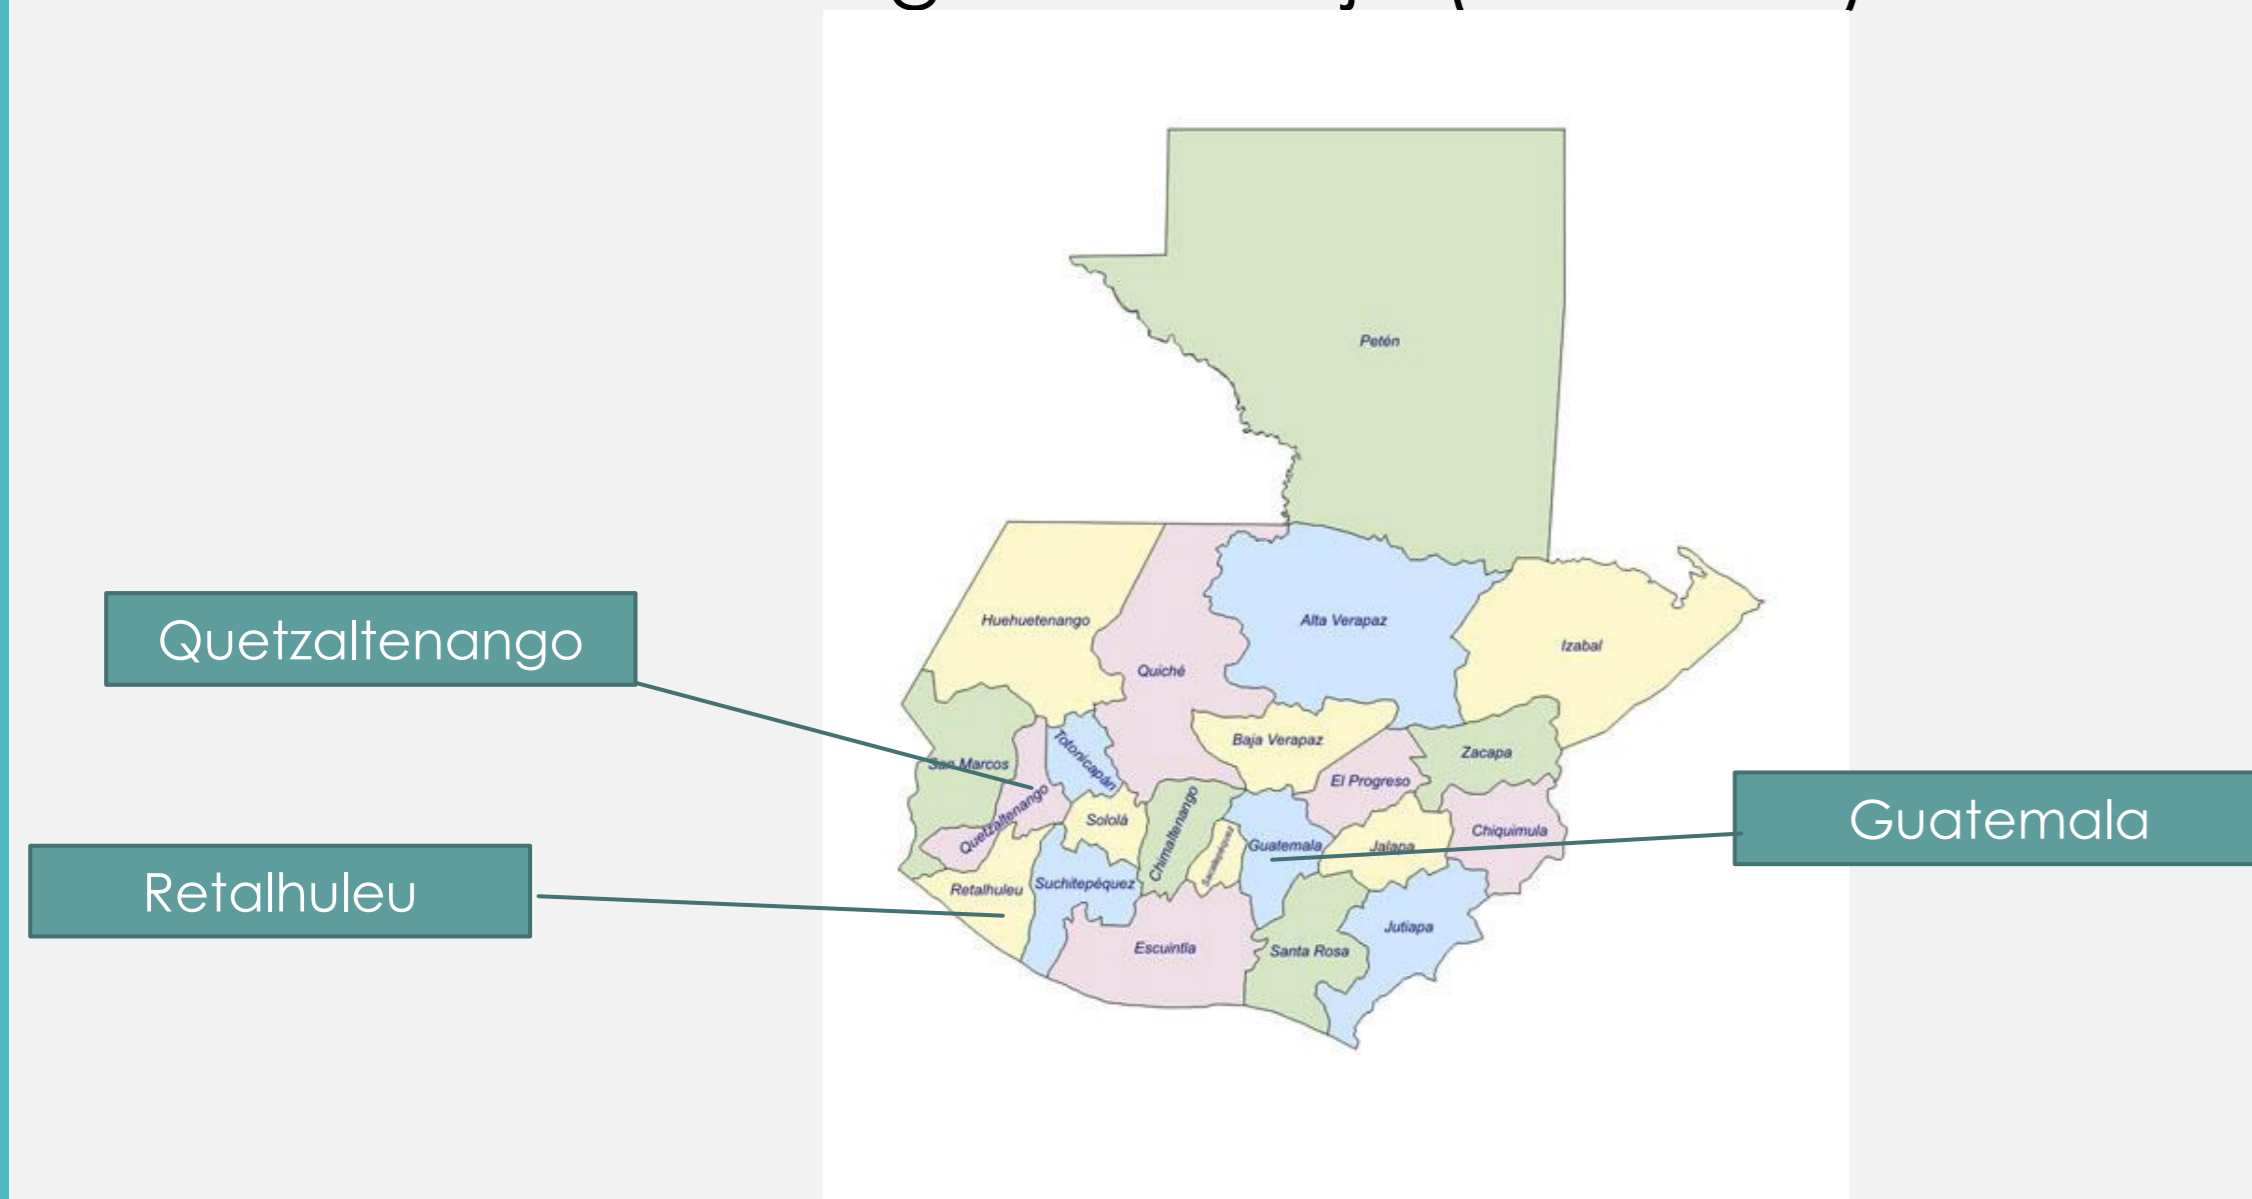 Petén
Huehuetenango
Alta Verapaz
Izabal
Quiché
Quetzaltenango
Totonicapán
Baja Verapaz
Zacapa
San Marcos
El Progreso
Quetzaltenango
Sololá
Chimaltenango
Sacatepéquez
Guatemala
Jalapa
Chiquimula
Guatemala
Retalhuleu
Retalhuleu
Suchitepéquez
Escuintla
Santa Rosa
Jutiapa